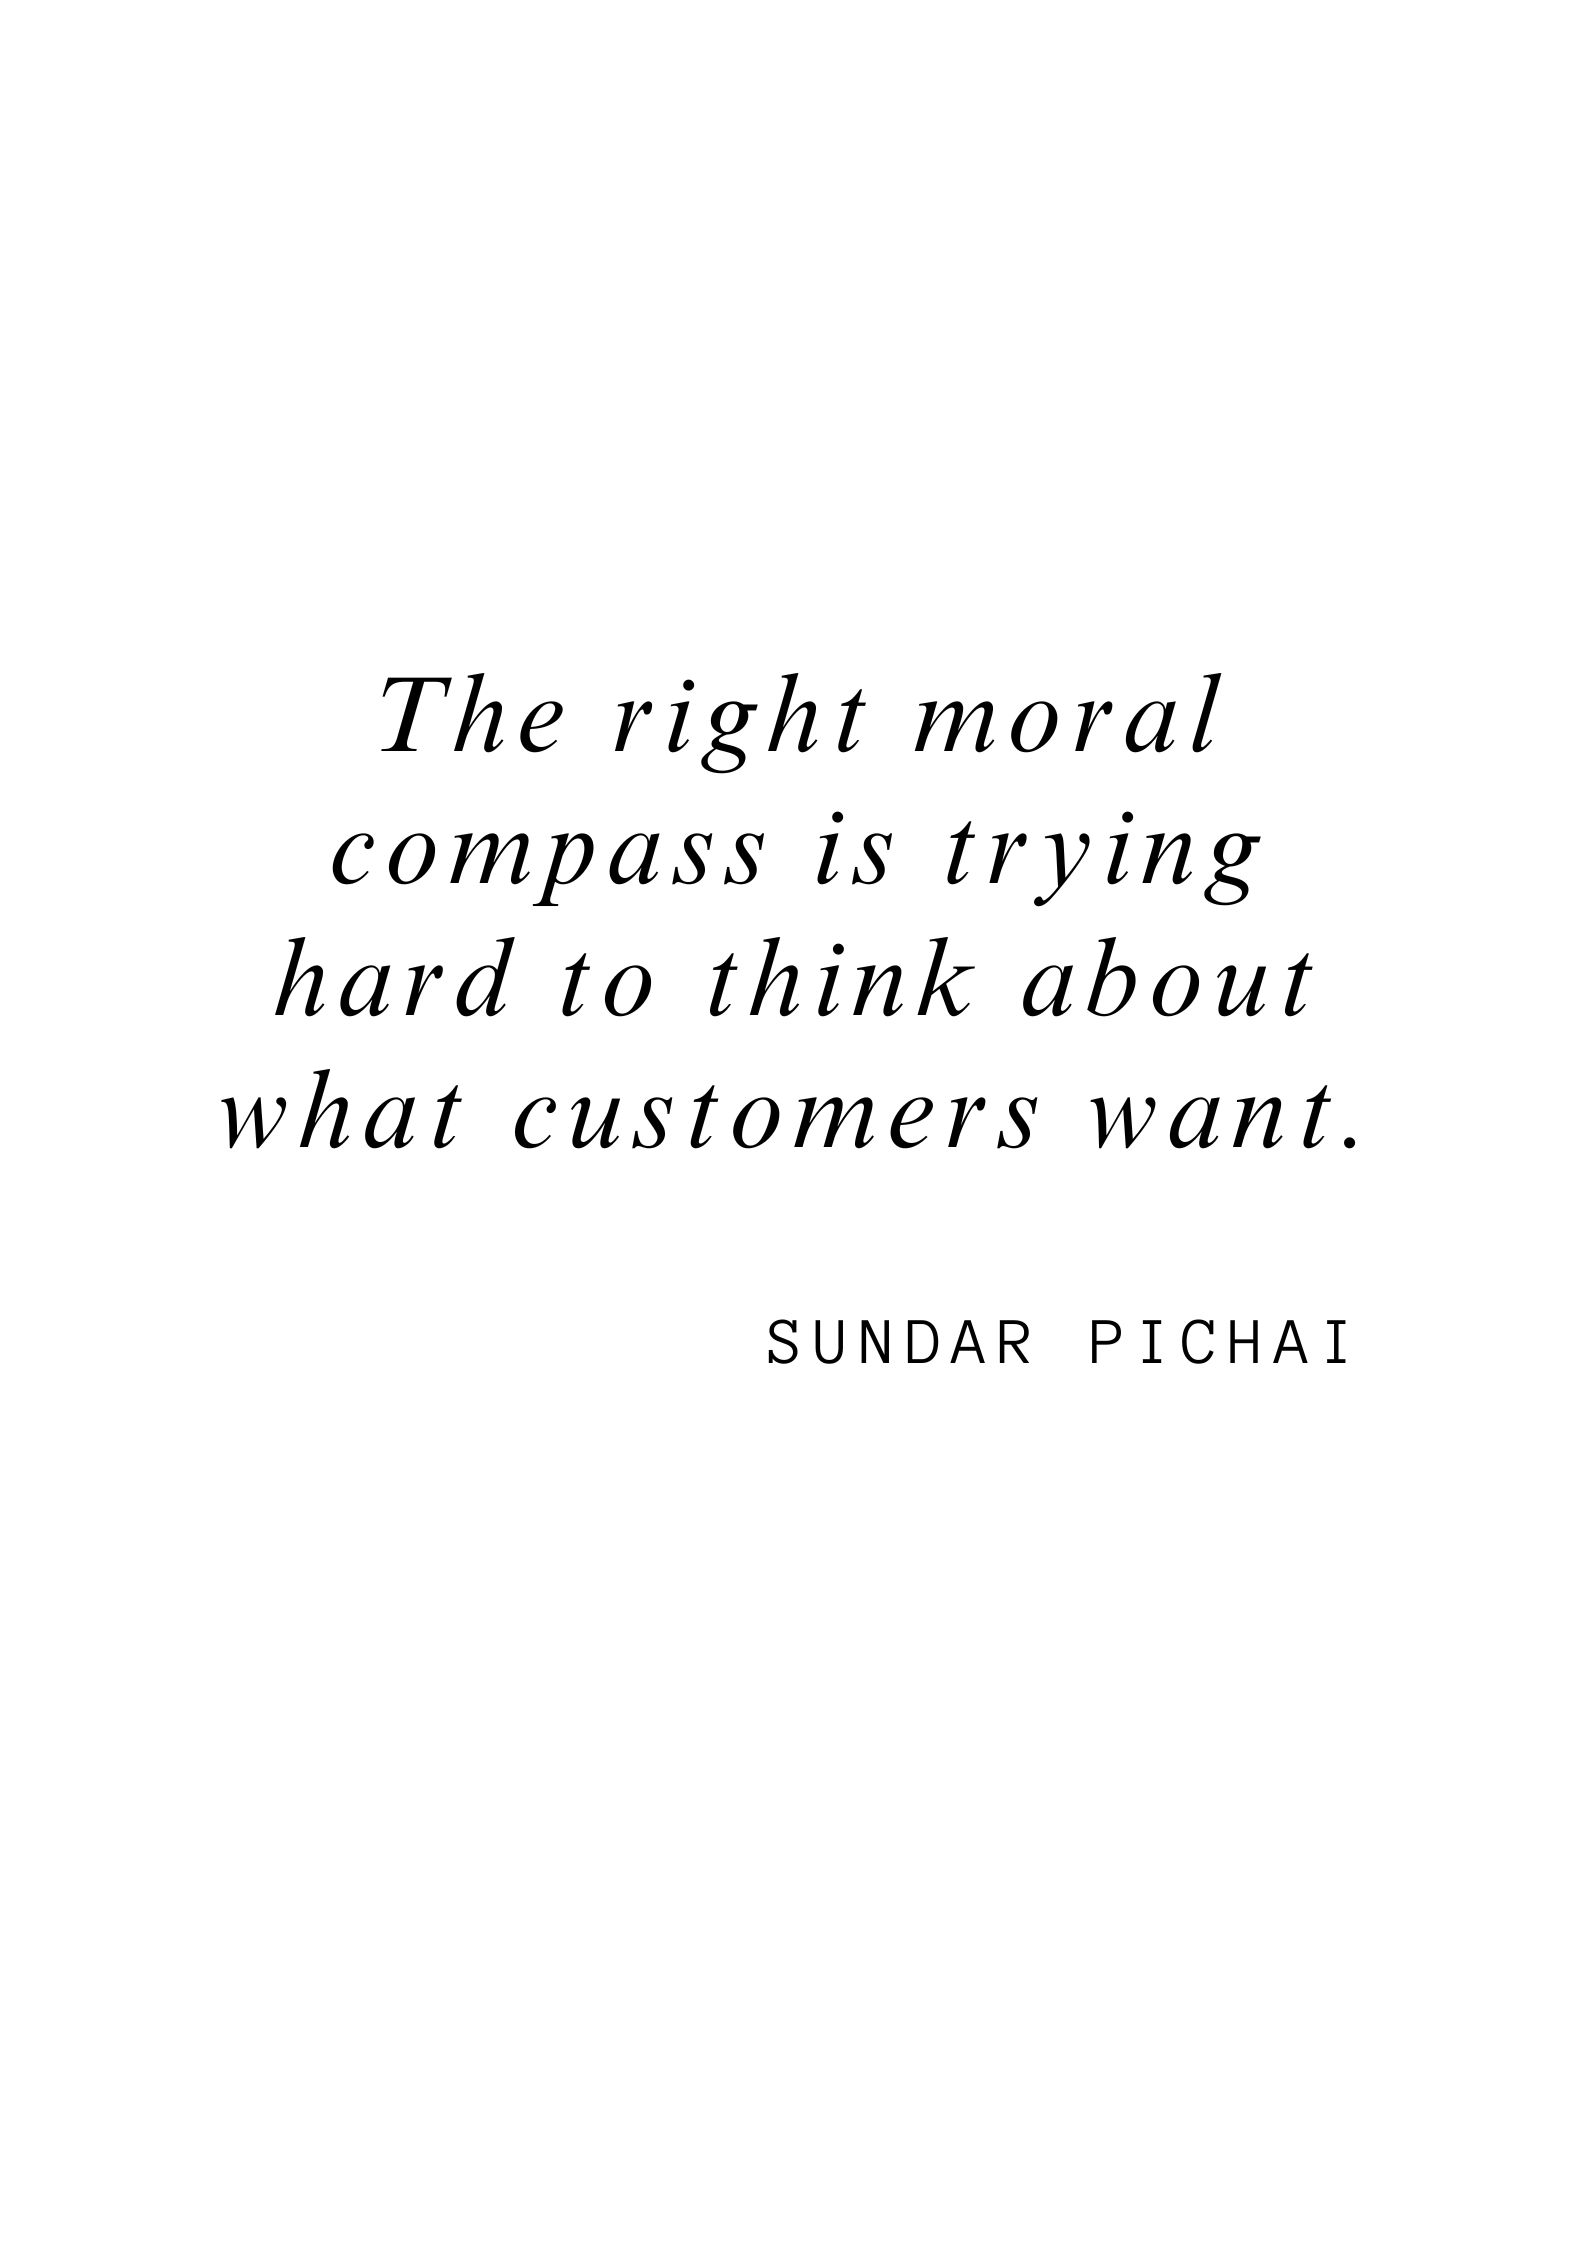 The right moral
compass is trying
hard to think about
what customers want.
SUNDAR PICHAI